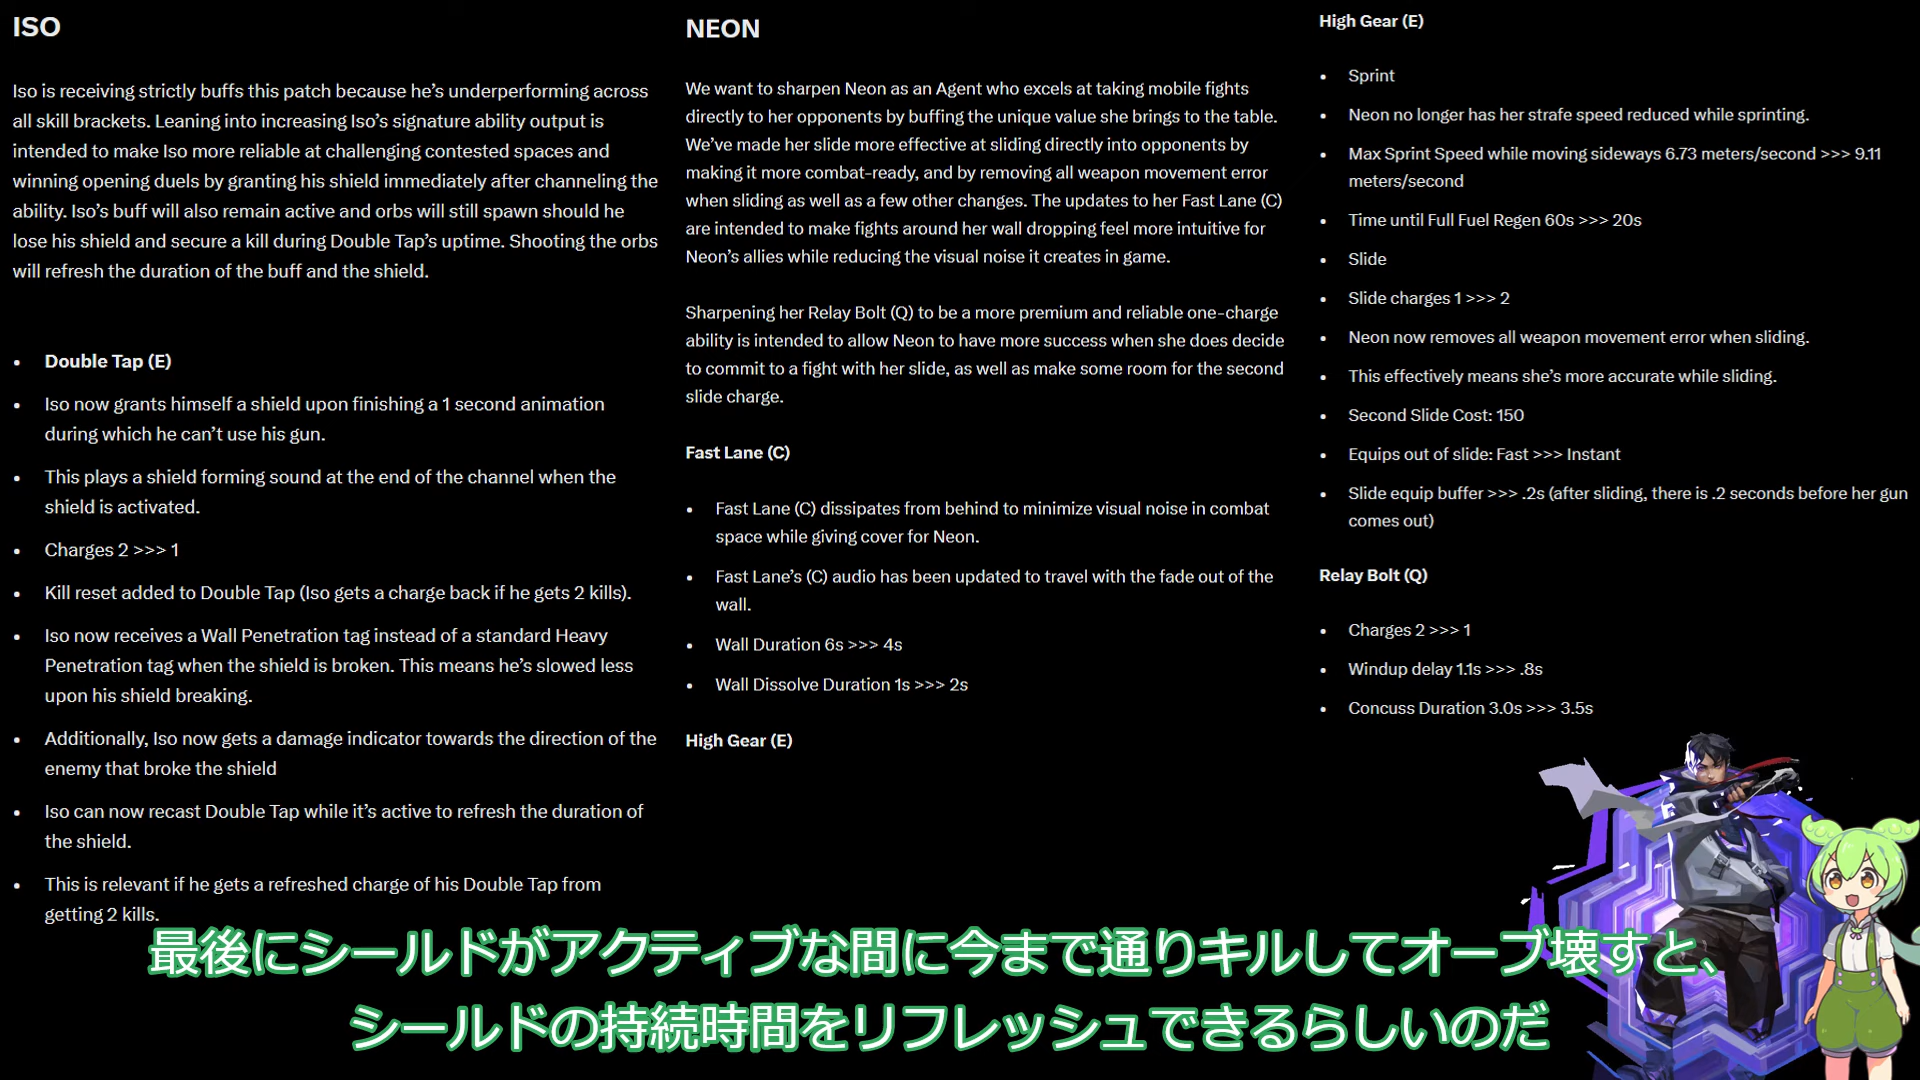 ISO
Iso is receiving strictly buffs this patch because he’s underperforming across
all skill brackets. Leaning into increasing Iso’s signature ability output is
intended to make Iso more reliable at challenging contested spaces and
winning opening duels by granting his shield immediately after channeling the
ability. Iso’s buff will also remain active and orbs will still spawn should he
lose his shield and secure a kill during Double Tap’s uptime. Shooting the orbs
will refresh the duration of the buff and the shield.
• Double Tap (E)
• Iso now grants himself a shield upon finishing a 1 second animation
during which he can’t use his gun.
• This plays a shield forming sound at the end of the channel when the
shield is activated.
• Charges 2 >>> 1
• Kill reset added to Double Tap (Iso gets a charge back if he gets 2 kills).
• Iso now receives a Wall Penetration tag instead of a standard Heavy
Penetration tag when the shield is broken. This means he’s slowed less
upon his shield breaking.
• Additionally, Iso now gets a damage indicator towards the direction of the
enemy that broke the shield
• Iso can now recast Double Tap while it’s active to refresh the duration of
the shield.
• This is relevant if he gets a refreshed charge of his Double Tap from
getting 2 kills.
NEON
We want to sharpen Neon as an Agent who excels at taking mobile fights
directly to her opponents by buffing the unique value she brings to the table.
We’ve made her slide more effective at sliding directly into opponents by
making it more combat-ready, and by removing all weapon movement error
when sliding as well as a few other changes. The updates to her Fast Lane (C)
are intended to make fights around her wall dropping feel more intuitive for
Neon’s allies while reducing the visual noise it creates in game.
Sharpening her Relay Bolt (Q) to be a more premium and reliable one-charge
ability is intended to allow Neon to have more success when she does decide
to commit to a fight with her slide, as well as make some room for the second
slide charge.
Fast Lane (C)
• Fast Lane (C) dissipates from behind to minimize visual noise in combat
space while giving cover for Neon.
• Fast Lane’s (C) audio has been updated to travel with the fade out of the
wall.
• Wall Duration 6s >>> 4s
• Wall Dissolve Duration 1s >>> 2s
High Gear (E)
High Gear (E)
• Sprint
• Neon no longer has her strafe speed reduced while sprinting.
• Max Sprint Speed while moving sideways 6.73 meters/second >>> 9.11
meters/second
• Time until Full Fuel Regen 60s >>> 20s
• Slide
• Slide charges 1 >>> 2
• Neon now removes all weapon movement error when sliding.
• This effectively means she’s more accurate while sliding.
• Second Slide Cost: 150
• Equips out of slide: Fast >>> Instant
• Slide equip buffer >>> .2s (after sliding, there is .2 seconds before her gun
comes out)
Relay Bolt (Q)
• Charges 2 >>> 1
• Windup delay 1.1s >>> .8s
• Concuss Duration 3.0s >>> 3.5s
最後にシールドがアクティブな間に今まで通りキルしてオーブ壊すと、
シールドの持続時間をリフレッシュできるらしいのだ